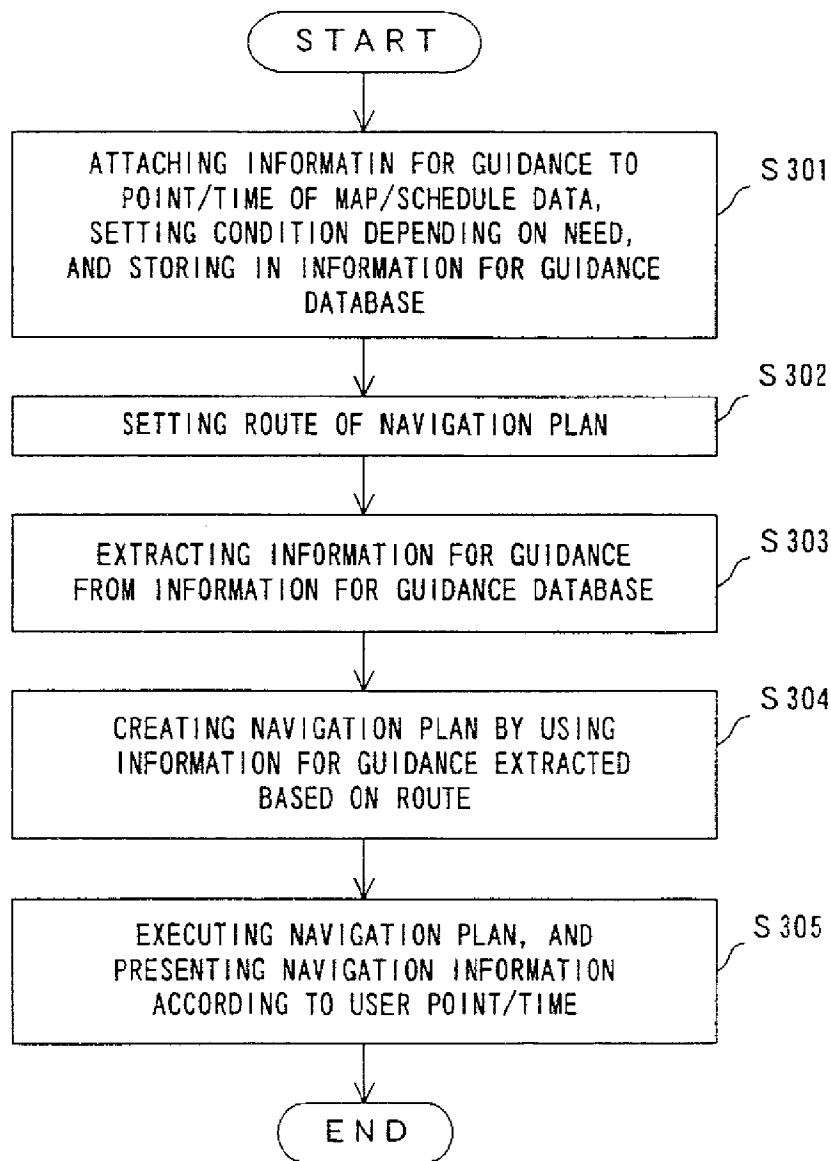 START
ATTACHING INFORMATIN FOR GUIDANCE TO
POINT/TIME OF MAP/SCHEDULE DATA,
SETTING CONDITION DEPENDING ON NEED,
AND STORING IN INFORMATION FOR GUIDANCE
DATABASE
S301
SETTING ROUTE OF NAVIGATION PLAN
S302
EXTRACTING INFORMATION FOR GUIDANCE
FROM INFORMATION FOR GUIDANCE DATABASE
S303
CREATING NAVIGATION PLAN BY USING
INFORMATION FOR GUIDANCE EXTRACTED
BASED ON ROUTE
S304
EXECUTING NAVIGATION PLAN, AND
PRESENTING NAVIGATION INFORMATION
ACCORDING TO USER POINT/TIME
S305
END